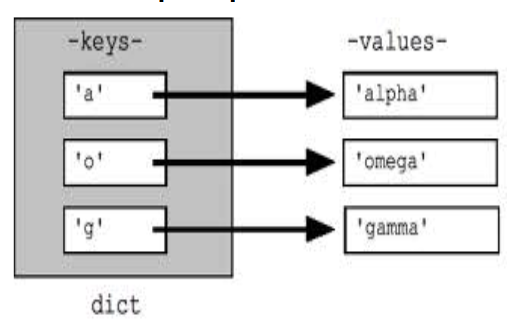 -keys- -values-
'a' 'alpha'
'o' 'omega'
'g' 'gamma'
dict